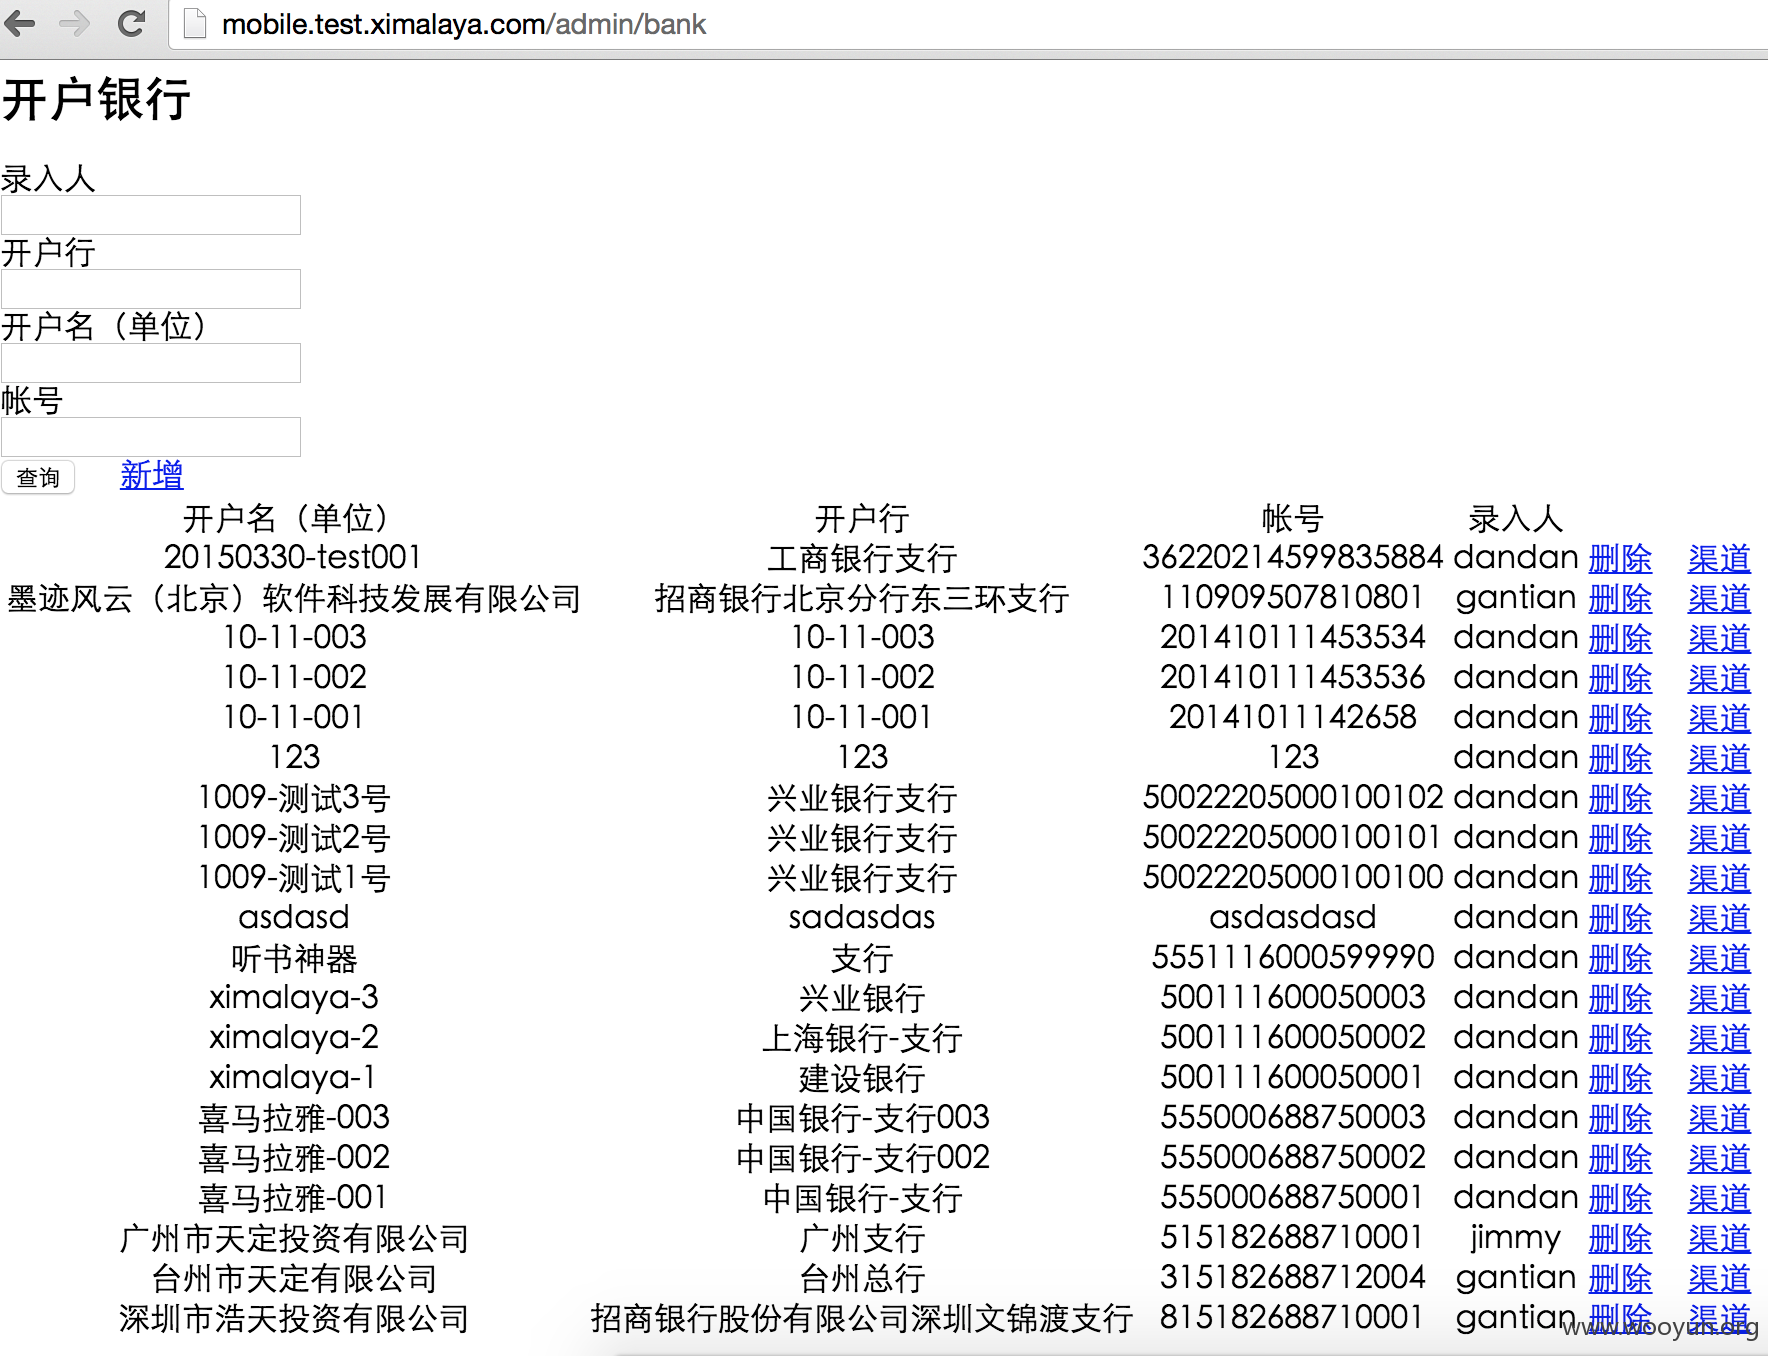 mobile.test.ximalaya.com/admin/bank
开户银行
录入人
开户行
开户名（单位）
帐号
查询 新增
开户名（单位） 开户行 帐号 录入人
20150330-test001 工商银行支行 36220214599835884 dandan 删除 渠道
墨迹风云（北京）软件科技发展有限公司 招商银行北京分行东三环支行 110909507810801 gantian 删除 渠道
10-11-003 10-11-003 201410111453534 dandan 删除 渠道
10-11-002 10-11-002 201410111453536 dandan 删除 渠道
10-11-001 10-11-001 20141011142658 dandan 删除 渠道
123 123 123 dandan 删除 渠道
1009-测试3号 兴业银行支行 50022205000100102 dandan 删除 渠道
1009-测试2号 兴业银行支行 50022205000100101 dandan 删除 渠道
1009-测试1号 兴业银行支行 50022205000100100 dandan 删除 渠道
asdasd sadasdas asdasdasd dandan 删除 渠道
听书神器 支行 5551116000599990 dandan 删除 渠道
ximalaya-3 兴业银行 500111600050003 dandan 删除 渠道
ximalaya-2 上海银行-支行 500111600050002 dandan 删除 渠道
ximalaya-1 建设银行 500111600050001 dandan 删除 渠道
喜马拉雅-003 中国银行-支行003 555000688750003 dandan 删除 渠道
喜马拉雅-002 中国银行-支行002 555000688750002 dandan 删除 渠道
喜马拉雅-001 中国银行-支行 555000688750001 dandan 删除 渠道
广州市天定投资有限公司 广州支行 515182688710001 jimmy 删除 渠道
台州市天定有限公司 台州总行 315182688712004 gantian 删除 渠道
深圳市浩天投资有限公司 招商银行股份有限公司深圳文锦渡支行 815182688710001 gantian 删除 渠道
www.wooyun.org